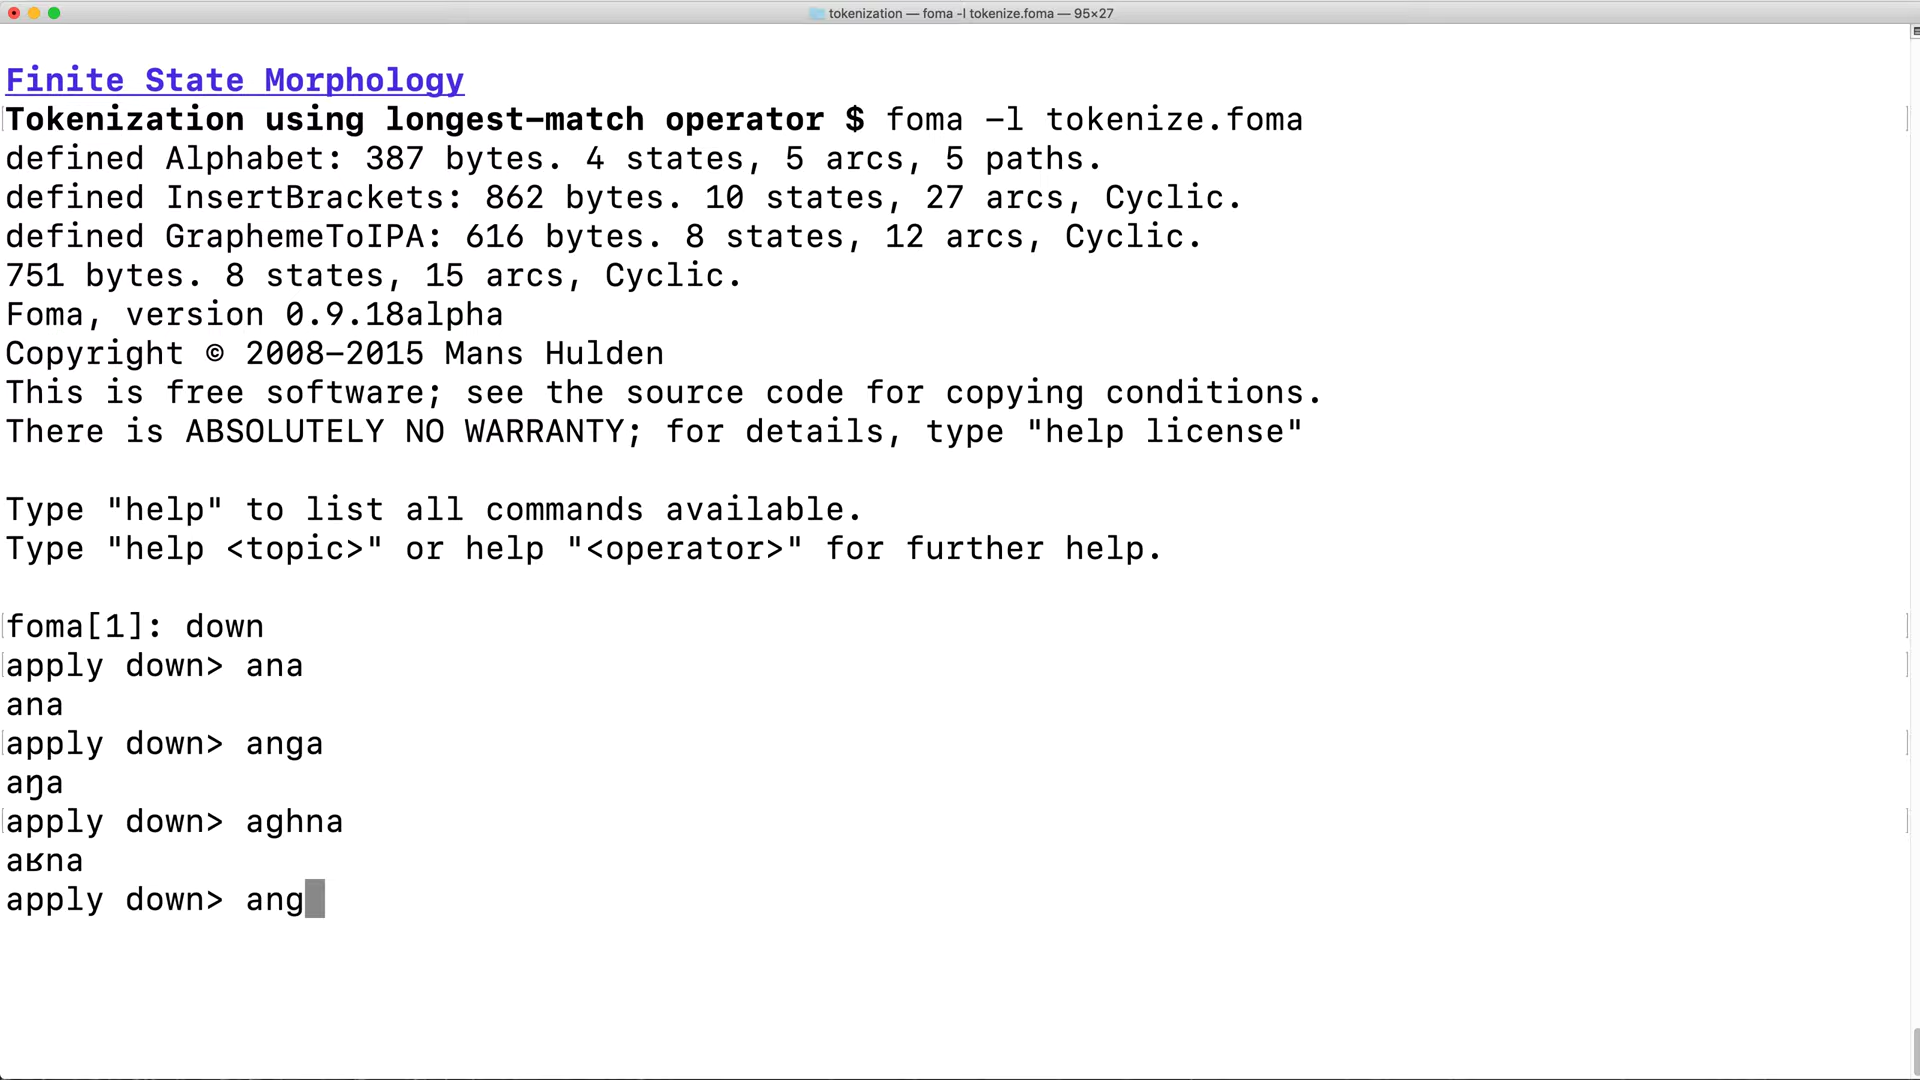 tokenization — foma -l tokenize.foma — 95×27
Finite State Morphology
Tokenization using longest-match operator $ foma -l tokenize.foma
defined Alphabet: 387 bytes. 4 states, 5 arcs, 5 paths.
defined InsertBrackets: 862 bytes. 10 states, 27 arcs, Cyclic.
defined GraphemeToIPA: 616 bytes. 8 states, 12 arcs, Cyclic.
751 bytes. 8 states, 15 arcs, Cyclic.
Foma, version 0.9.18alpha
Copyright © 2008-2015 Mans Hulden
This is free software; see the source code for copying conditions.
There is ABSOLUTELY NO WARRANTY; for details, type "help license"
Type "help" to list all commands available.
Type "help <topic>" or help "<operator>" for further help.
foma[1]: down
apply down> ana
ana
apply down> anga
aŋa
apply down> aghna
aʁna
apply down> ang